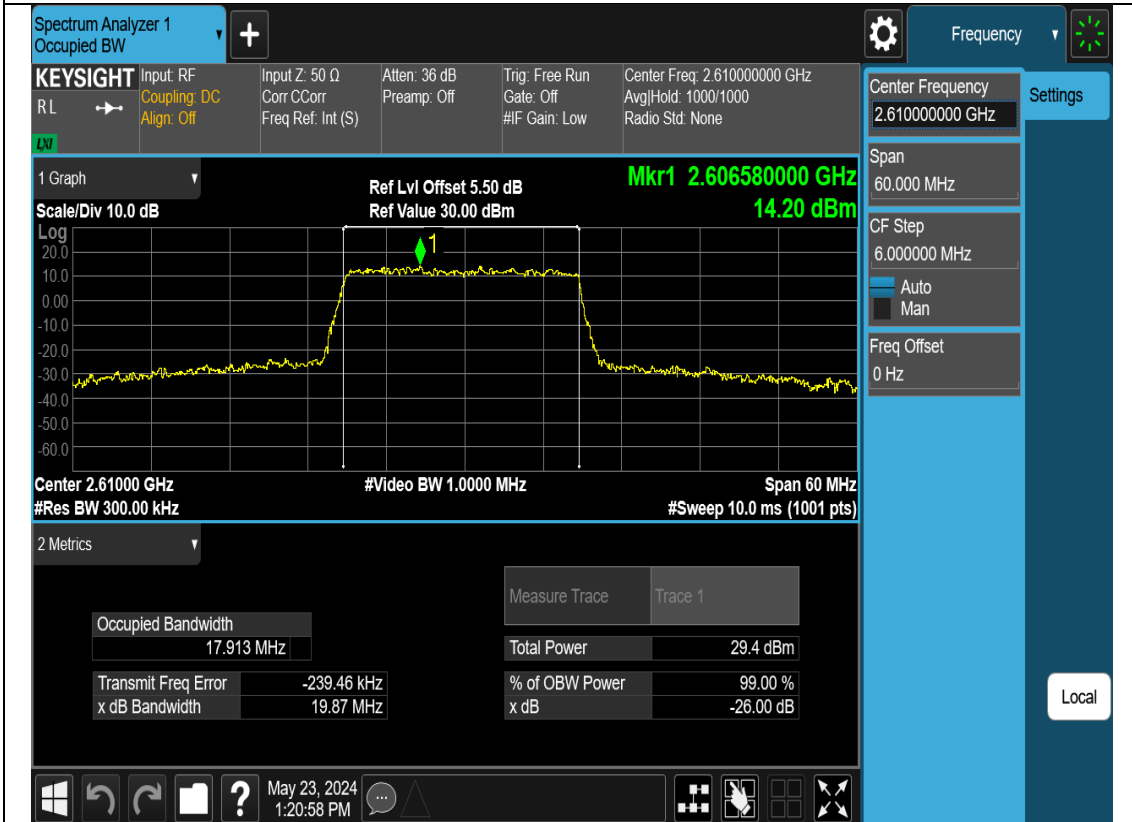 Spectrum Analyzer 1
Occupied BW
+
Frequency
KEYSIGHT
RL
LXI
Input: RF
Coupling: DC
Align: Off
Input Z: 50 Ω
Corr CCorr
Freq Ref: Int (S)
Atten: 36 dB
Preamp: Off
Trig: Free Run
Gate: Off
#IF Gain: Low
Center Freq: 2.610000000 GHz
Avg|Hold: 1000/1000
Radio Std: None
Center Frequency
2.610000000 GHz
Settings
Span
60.000 MHz
CF Step
6.000000 MHz
Auto
Man
Freq Offset
0 Hz
Local
1 Graph
Scale/Div 10.0 dB
Ref Lvl Offset 5.50 dB
Ref Value 30.00 dBm
Mkr1 2.606580000 GHz
14.20 dBm
Log
1
20.0
10.0
0.00
-10.0
-20.0
-30.0
-40.0
-50.0
-60.0
Center 2.61000 GHz
#Video BW 1.0000 MHz
Span 60 MHz
#Res BW 300.00 kHz
#Sweep 10.0 ms (1001 pts)
2 Metrics
Measure Trace Trace 1
Occupied Bandwidth
17.913 MHz
Total Power 29.4 dBm
Transmit Freq Error -239.46 kHz
% of OBW Power 99.00 %
x dB Bandwidth 19.87 MHz
x dB -26.00 dB
?
May 23, 2024
1:20:58 PM